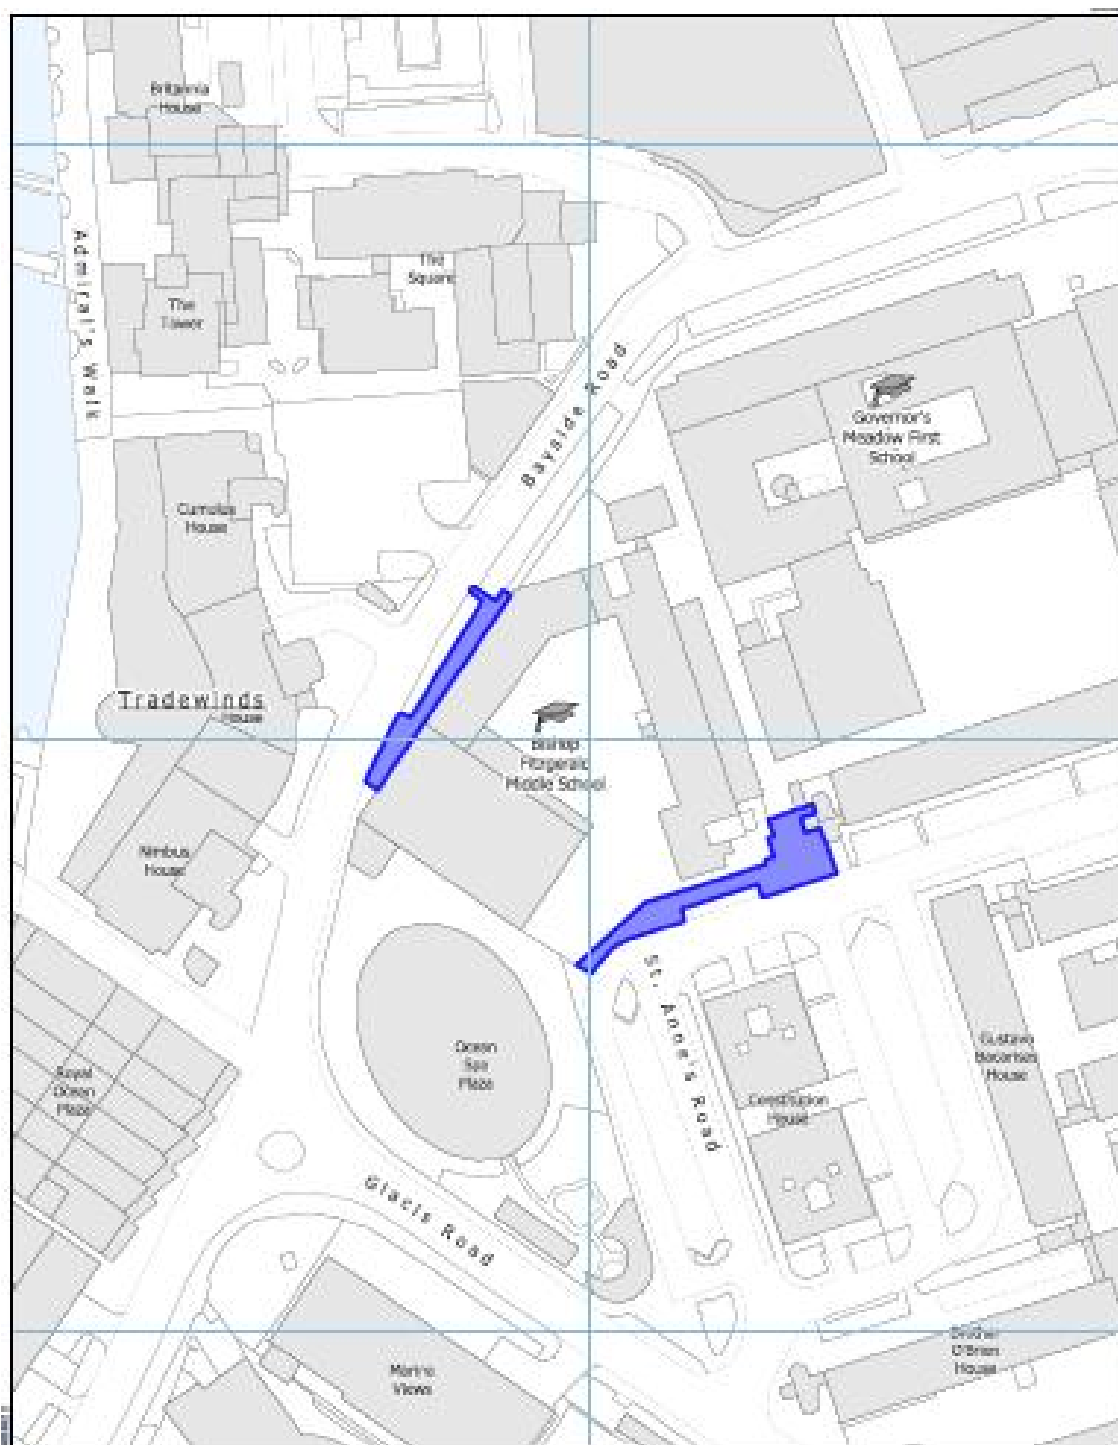 Britannia
House
Admiral's Walk
The
Square
The
Tower
Bayside Road
Governor's
Meadow First
School
Cumulus
House
Tradewinds
House
Bishop
Fitzgerald
Middle School
Nimbus
House
St. Anne's Road
Ocean
Spa
Plaza
Gustavo
Bacarisas
House
Royal
Ocean
Plaza
Constitution
House
Glacis Road
Brother
O'Brien
House
Marina
Views